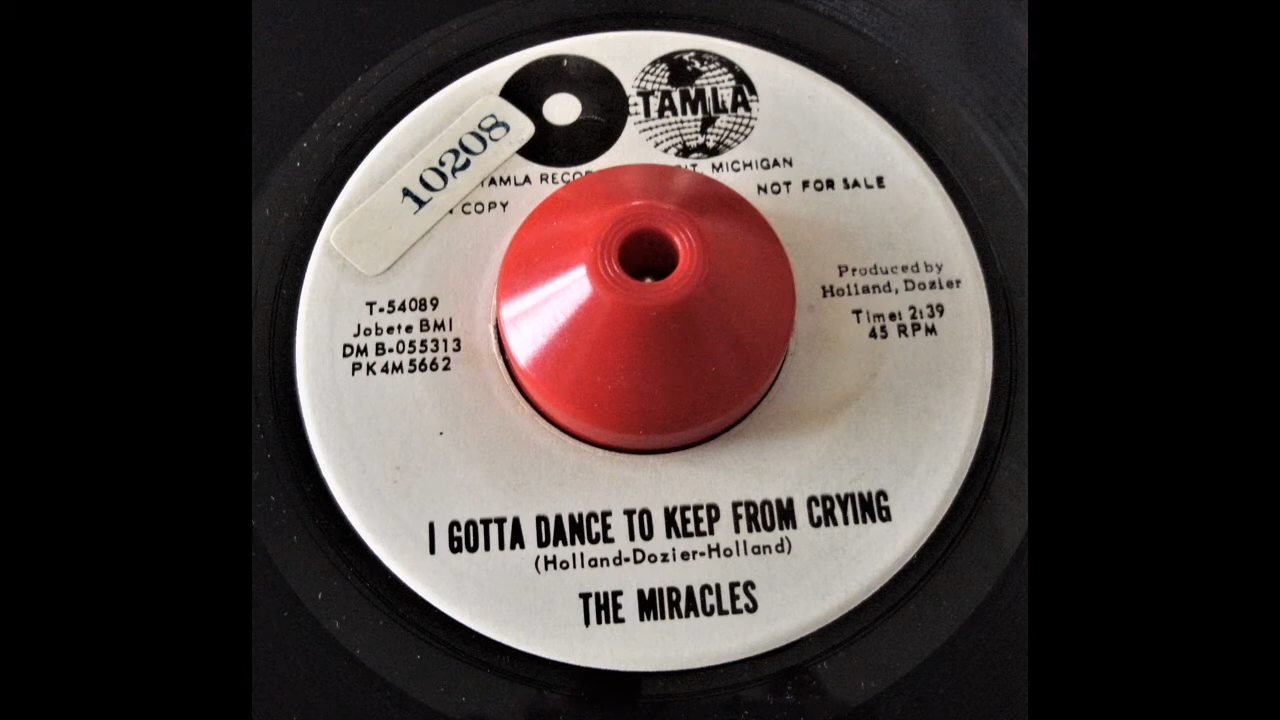 TAMLA
10208
TAMLA RECOR
IT, MICHIGAN
COPY
NOT FOR SALE
T-54089
Jobete BMI
DM B-055313
PK4M5662
Produced by
Holland, Dozier
Time: 2:39
45 RPM
I GOTTA DANCE TO KEEP FROM CRYING
(Holland-Dozier-Holland)
THE MIRACLES